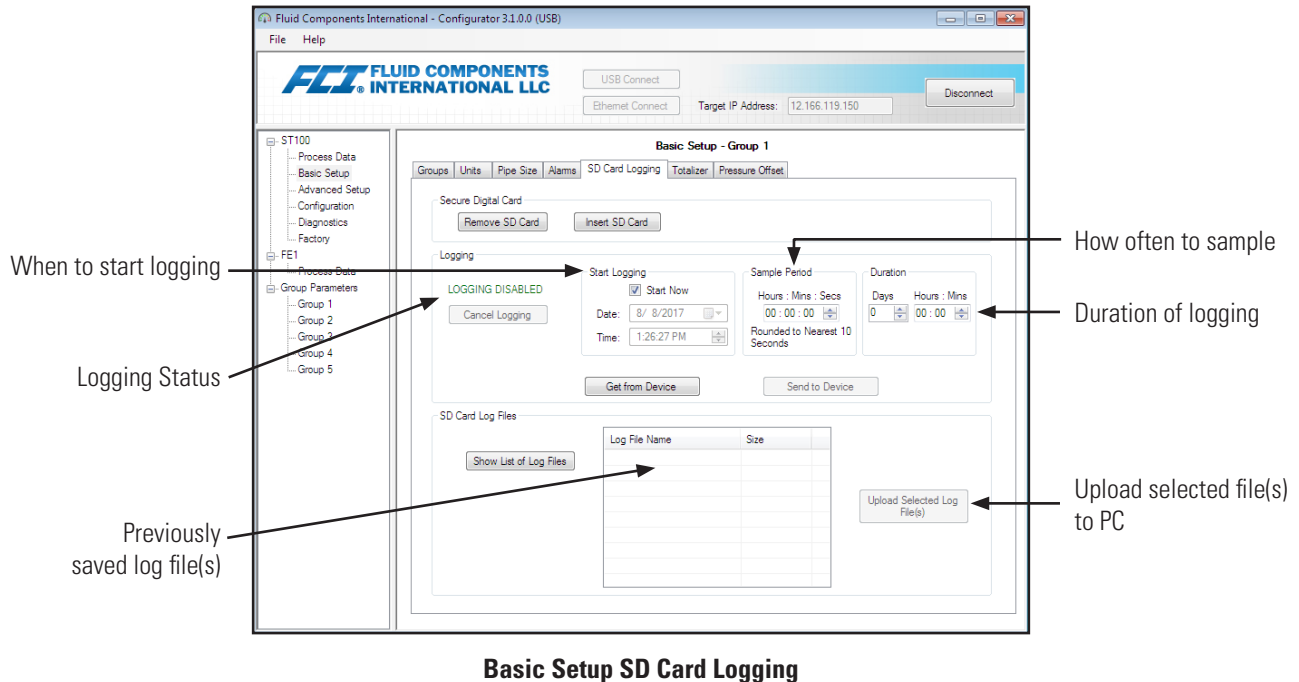 Fluid Components International - Configurator 3.1.0.0 (USB)
File Help
FCI® FLUID COMPONENTS
INTERNATIONAL LLC
USB Connect
Ethernet Connect
Target IP Address: 12.166.119.150
Disconnect
ST100
Process Data
Basic Setup
Advanced Setup
Configuration
Diagnostics
Factory
FE1
Process Data
Group Parameters
Group 1
Group 2
Group 3
Group 4
Group 5
Basic Setup - Group 1
Groups Units Pipe Size Alarms SD Card Logging Totalizer Pressure Offset
Secure Digital Card
Remove SD Card Insert SD Card
Logging
LOGGING DISABLED
Cancel Logging
Start Logging
Start Now
Date: 8/ 8/2017
Time: 1:26:27 PM
Sample Period
Hours : Mins : Secs
00 : 00 : 00
Rounded to Nearest 10
Seconds
Duration
Days Hours : Mins
0 00 : 00
Get from Device Send to Device
SD Card Log Files
Show List of Log Files
Log File Name Size
Upload Selected Log
File(s)
When to start logging
Logging Status
Previously
saved log file(s)
How often to sample
Duration of logging
Upload selected file(s)
to PC
Basic Setup SD Card Logging